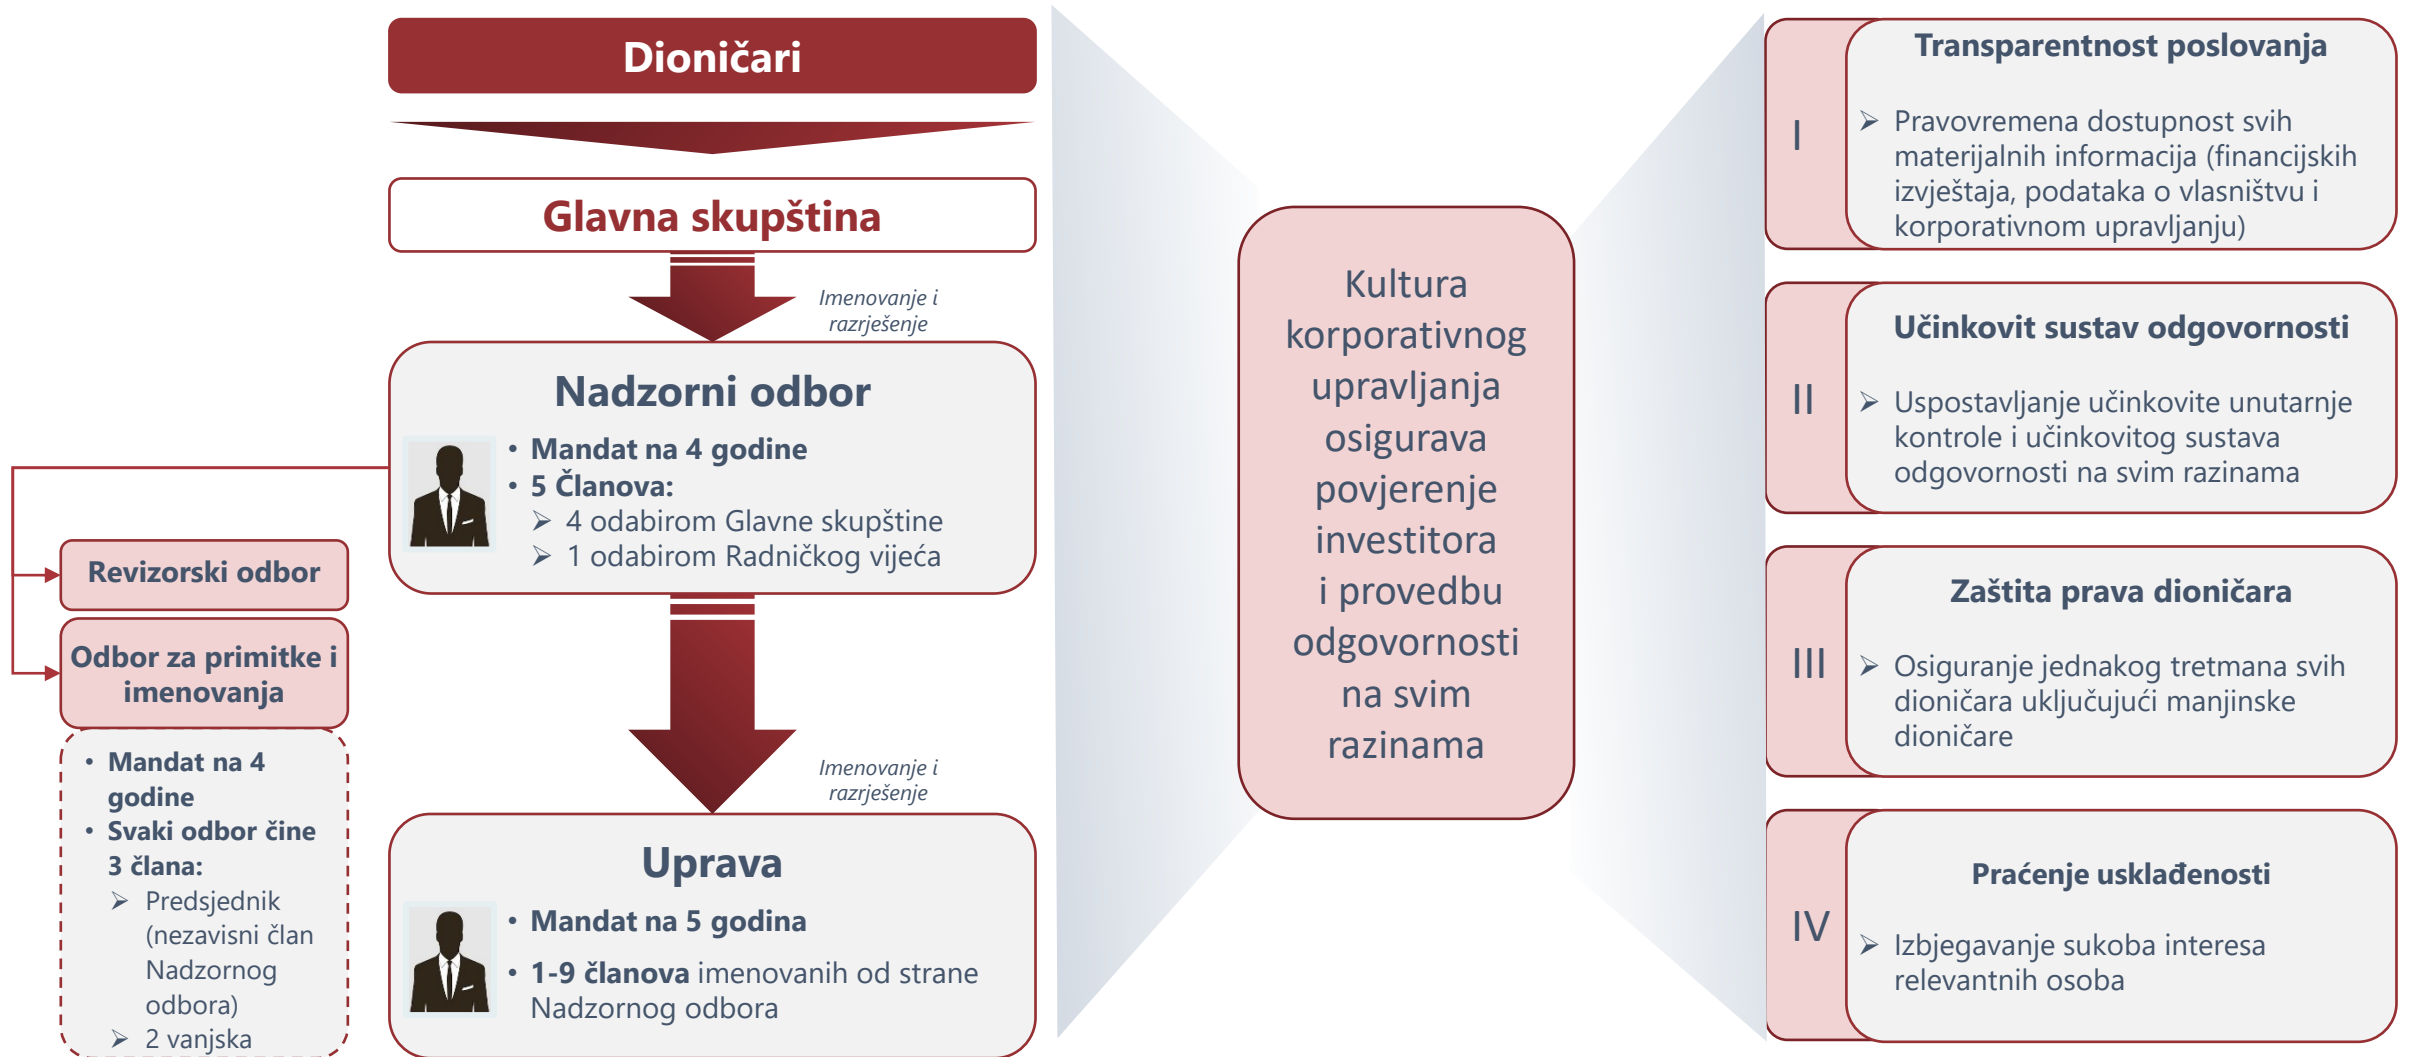 Dioničari
Glavna skupština
Imenovanje i
razrješenje
Nadzorni odbor
• Mandat na 4 godine
• 5 Članova:
➢ 4 odabirom Glavne skupštine
➢ 1 odabirom Radničkog vijeća
Revizorski odbor
Odbor za primitke i
imenovanja
• Mandat na 4
godine
• Svaki odbor čine
3 člana:
➢ Predsjednik
(nezavisni član
Nadzornog
odbora)
➢ 2 vanjska
Imenovanje i
razrješenje
Uprava
• Mandat na 5 godina
• 1-9 članova imenovanih od strane
Nadzornog odbora
Kultura
korporativnog
upravljanja
osigurava
povjerenje
investitora
i provedbu
odgovornosti
na svim
razinama
I
Transparentnost poslovanja
➢ Pravovremena dostupnost svih
materijalnih informacija (financijskih
izvještaja, podataka o vlasništvu i
korporativnom upravljanju)
II
Učinkovit sustav odgovornosti
➢ Uspostavljanje učinkovite unutarnje
kontrole i učinkovitog sustava
odgovornosti na svim razinama
III
Zaštita prava dioničara
➢ Osiguranje jednakog tretmana svih
dioničara uključujući manjinske
dioničare
IV
Praćenje usklađenosti
➢ Izbjegavanje sukoba interesa
relevantnih osoba